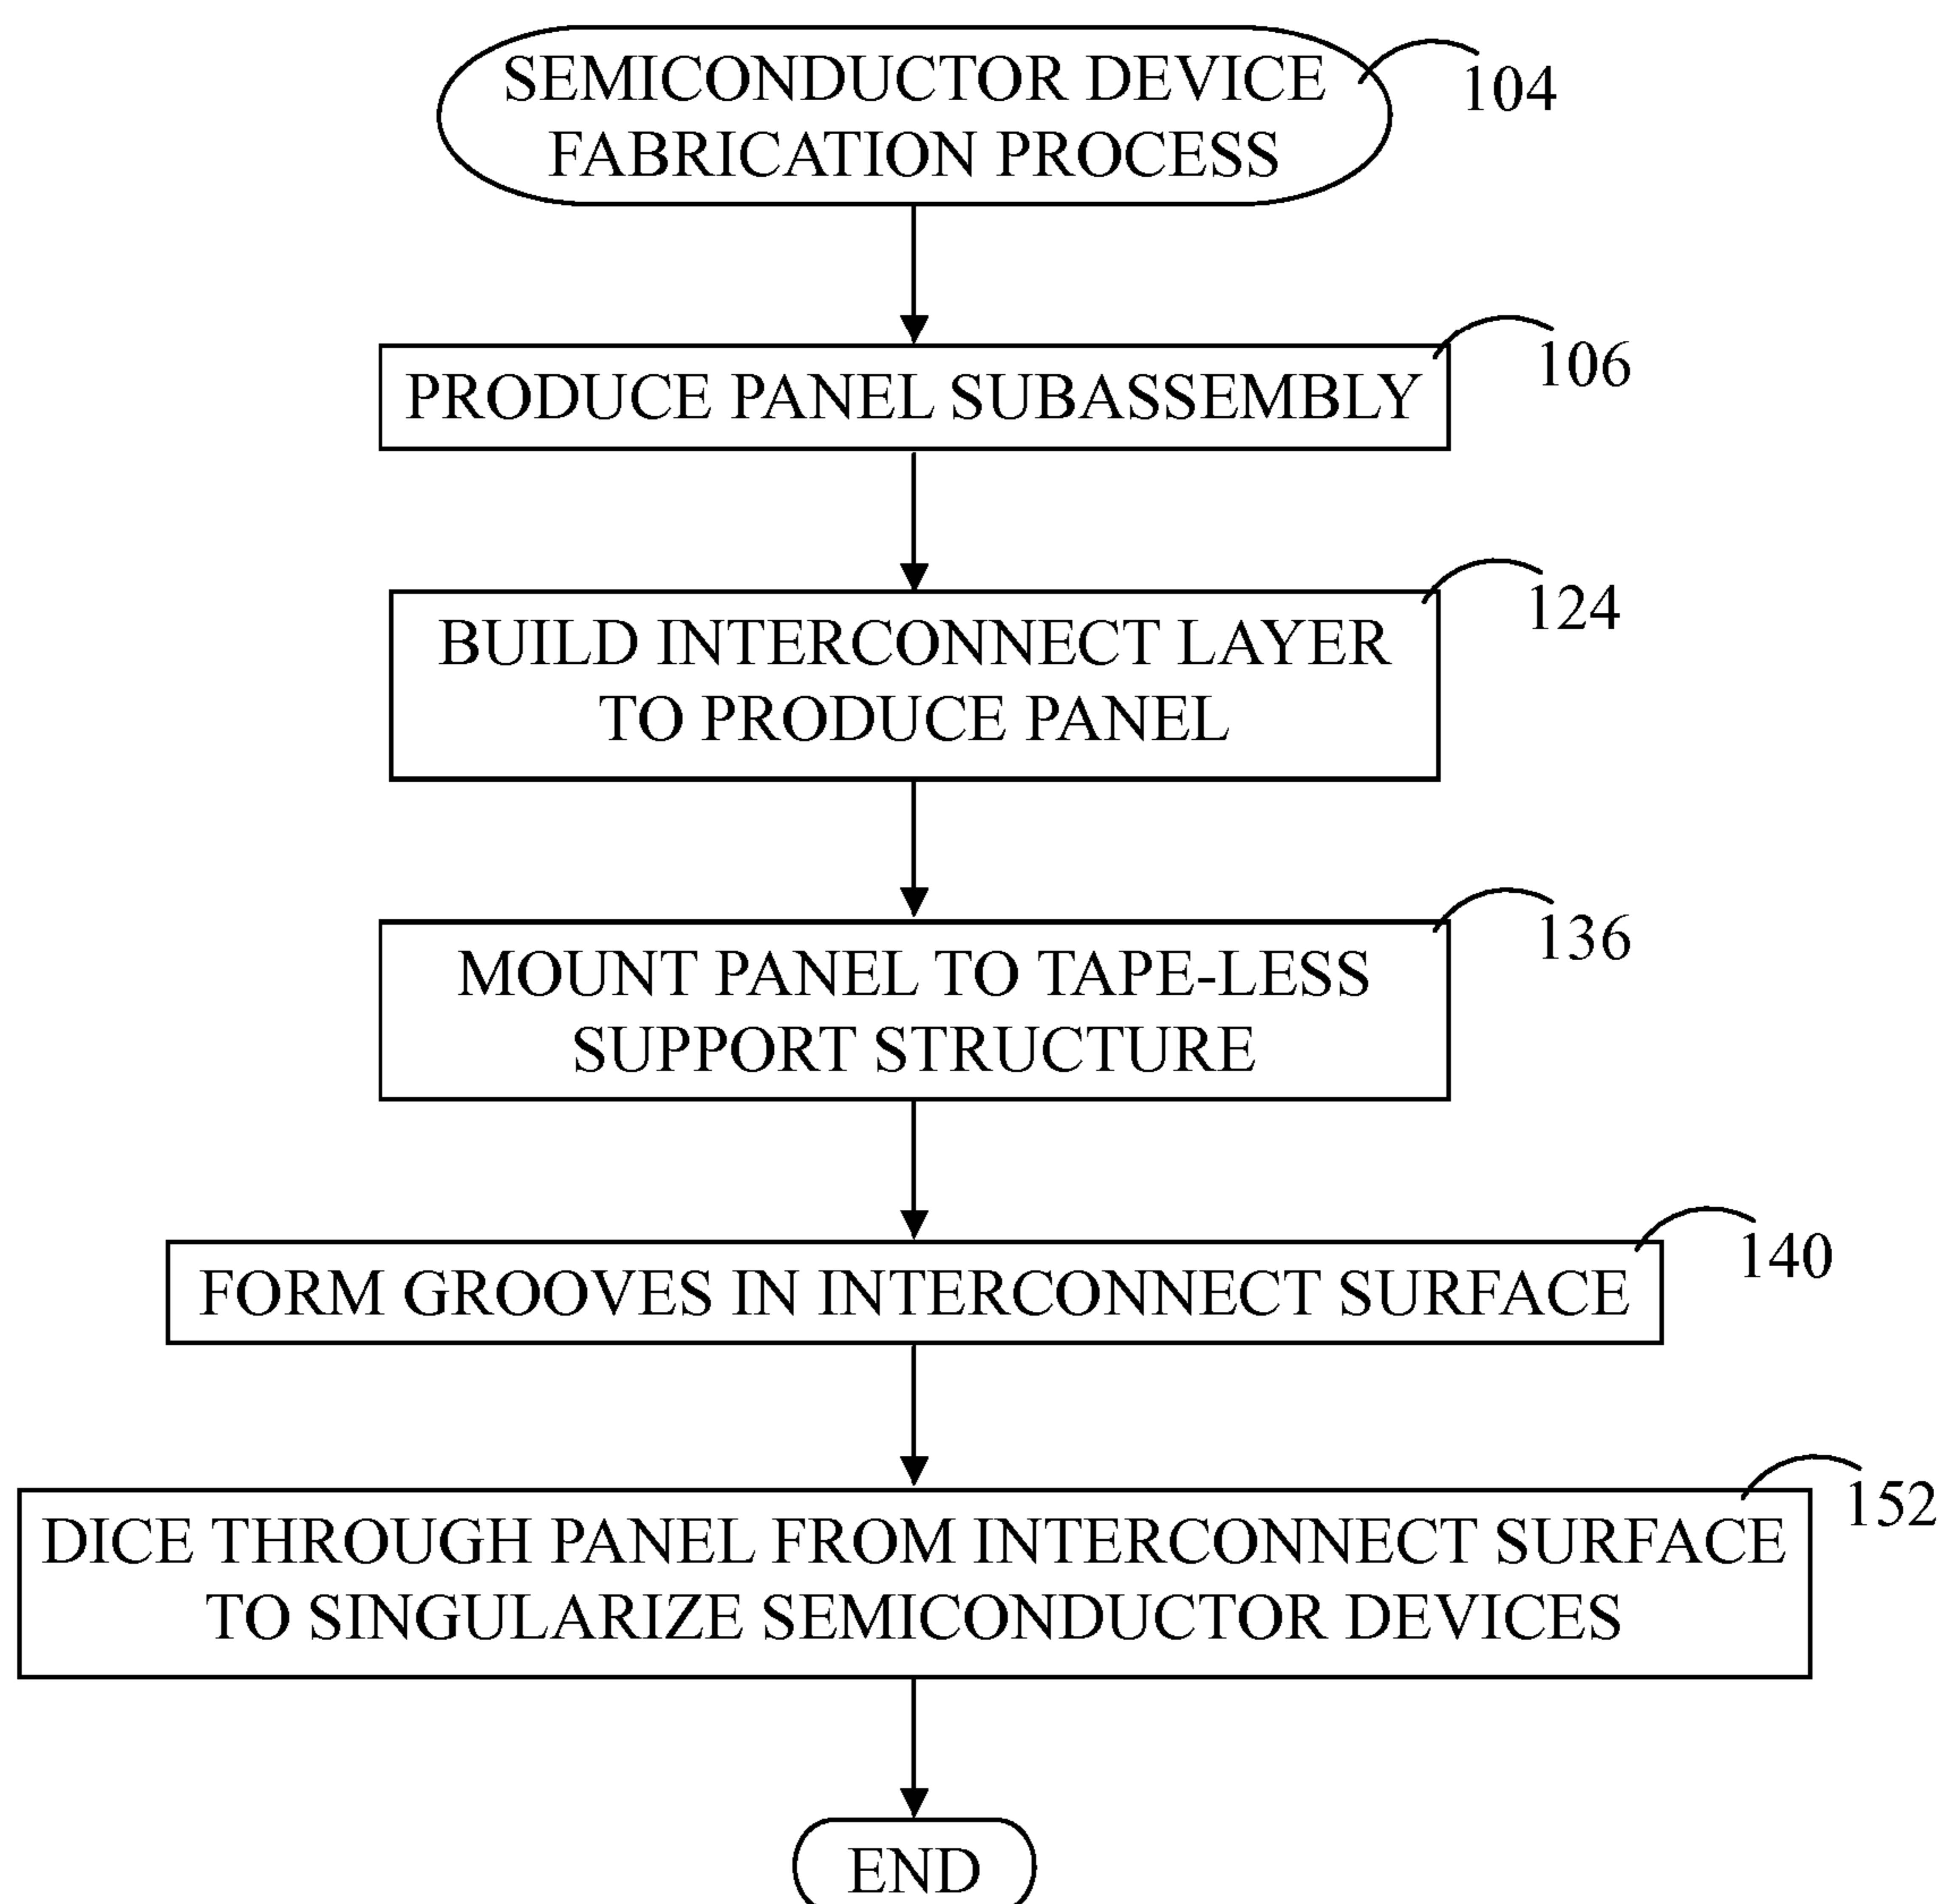 SEMICONDUCTOR DEVICE
FABRICATION PROCESS
104
PRODUCE PANEL SUBASSEMBLY
106
BUILD INTERCONNECT LAYER
TO PRODUCE PANEL
124
MOUNT PANEL TO TAPE-LESS
SUPPORT STRUCTURE
136
FORM GROOVES IN INTERCONNECT SURFACE
140
DICE THROUGH PANEL FROM INTERCONNECT SURFACE
TO SINGULARIZE SEMICONDUCTOR DEVICES
152
END